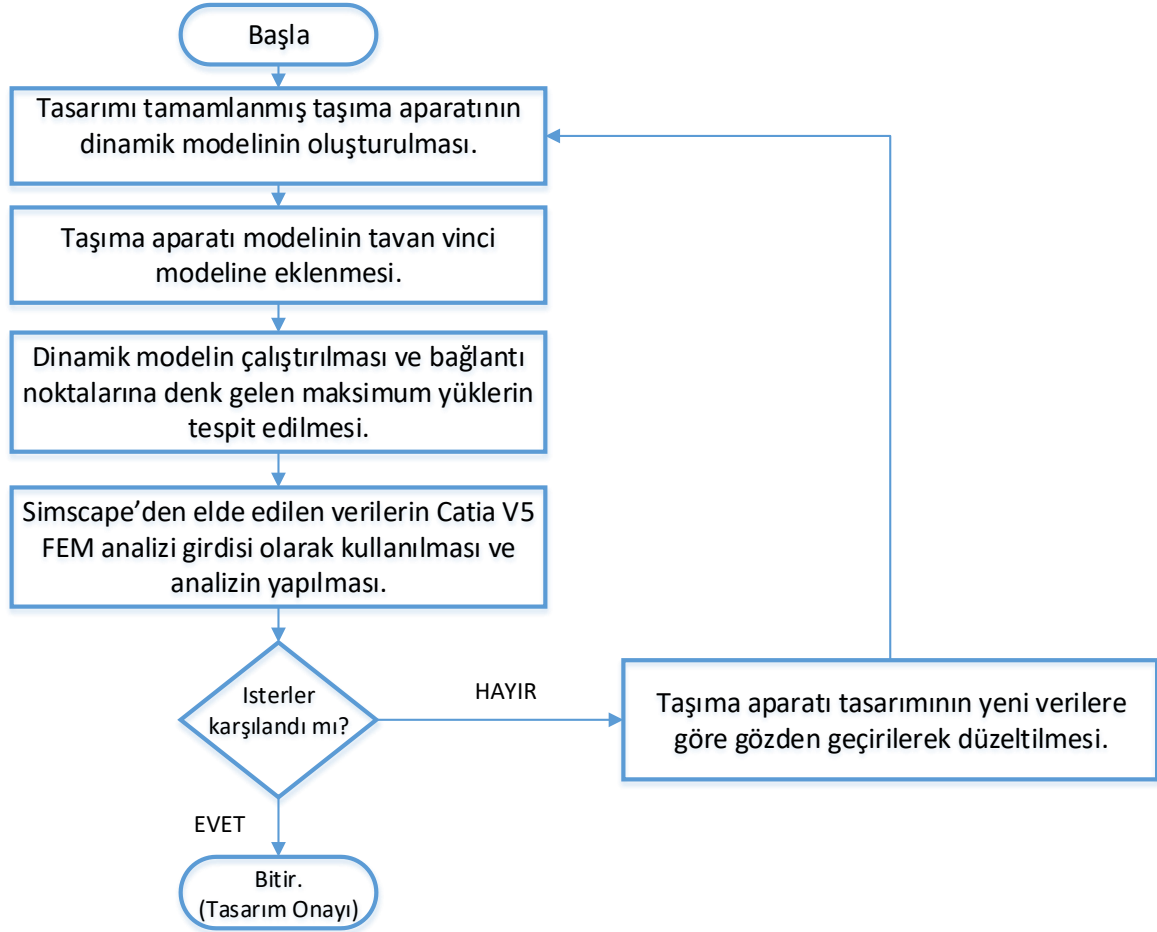 Başla
Tasarımı tamamlanmış taşıma aparatının
dinamik modelinin oluşturulması.
Taşıma aparatı modelinin tavan vinci
modeline eklenmesi.
Dinamik modelin çalıştırılması ve bağlantı
noktalarına denk gelen maksimum yüklerin
tespit edilmesi.
Simscape’den elde edilen verilerin Catia V5
FEM analizi girdisi olarak kullanılması ve
analizin yapılması.
Isterler
karşılandı mı?
HAYIR
Taşıma aparatı tasarımının yeni verilere
göre gözden geçirilerek düzeltilmesi.
EVET
Bitir.
(Tasarım Onayı)